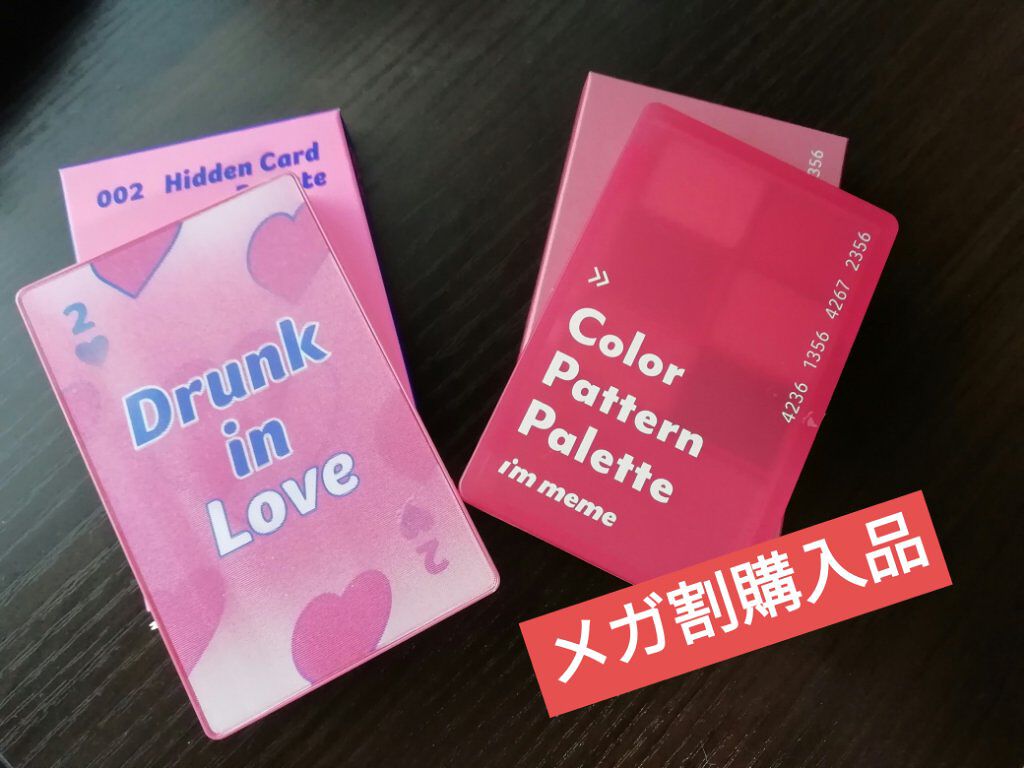 002 Hidden Card
2
Drunk
in
Love
2
356
4236 1356 4267 2356
Color
Pattern
Palette
i'm meme
メガ割購入品